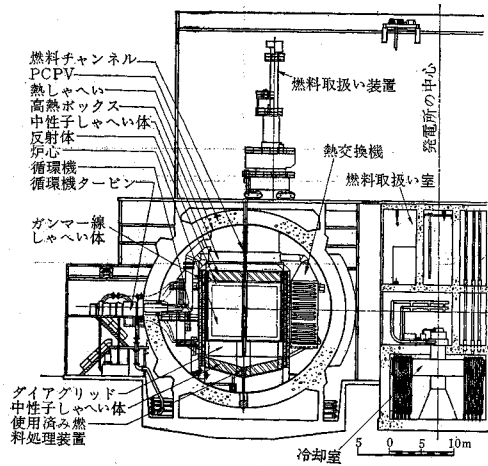 燃料チャンネル
PCPV
熱しゃへい
高熱ボックス
中性子しゃへい体
反射体
炉心
循環機
循環機タービン
ガンマー線
しゃへい体
燃料取扱い装置
熱交換機
発電所の中心
燃料取扱い室
ダイアグリッド
中性子しゃへい体
使用済み燃
料処理装置
冷却室
5 0 5 10m